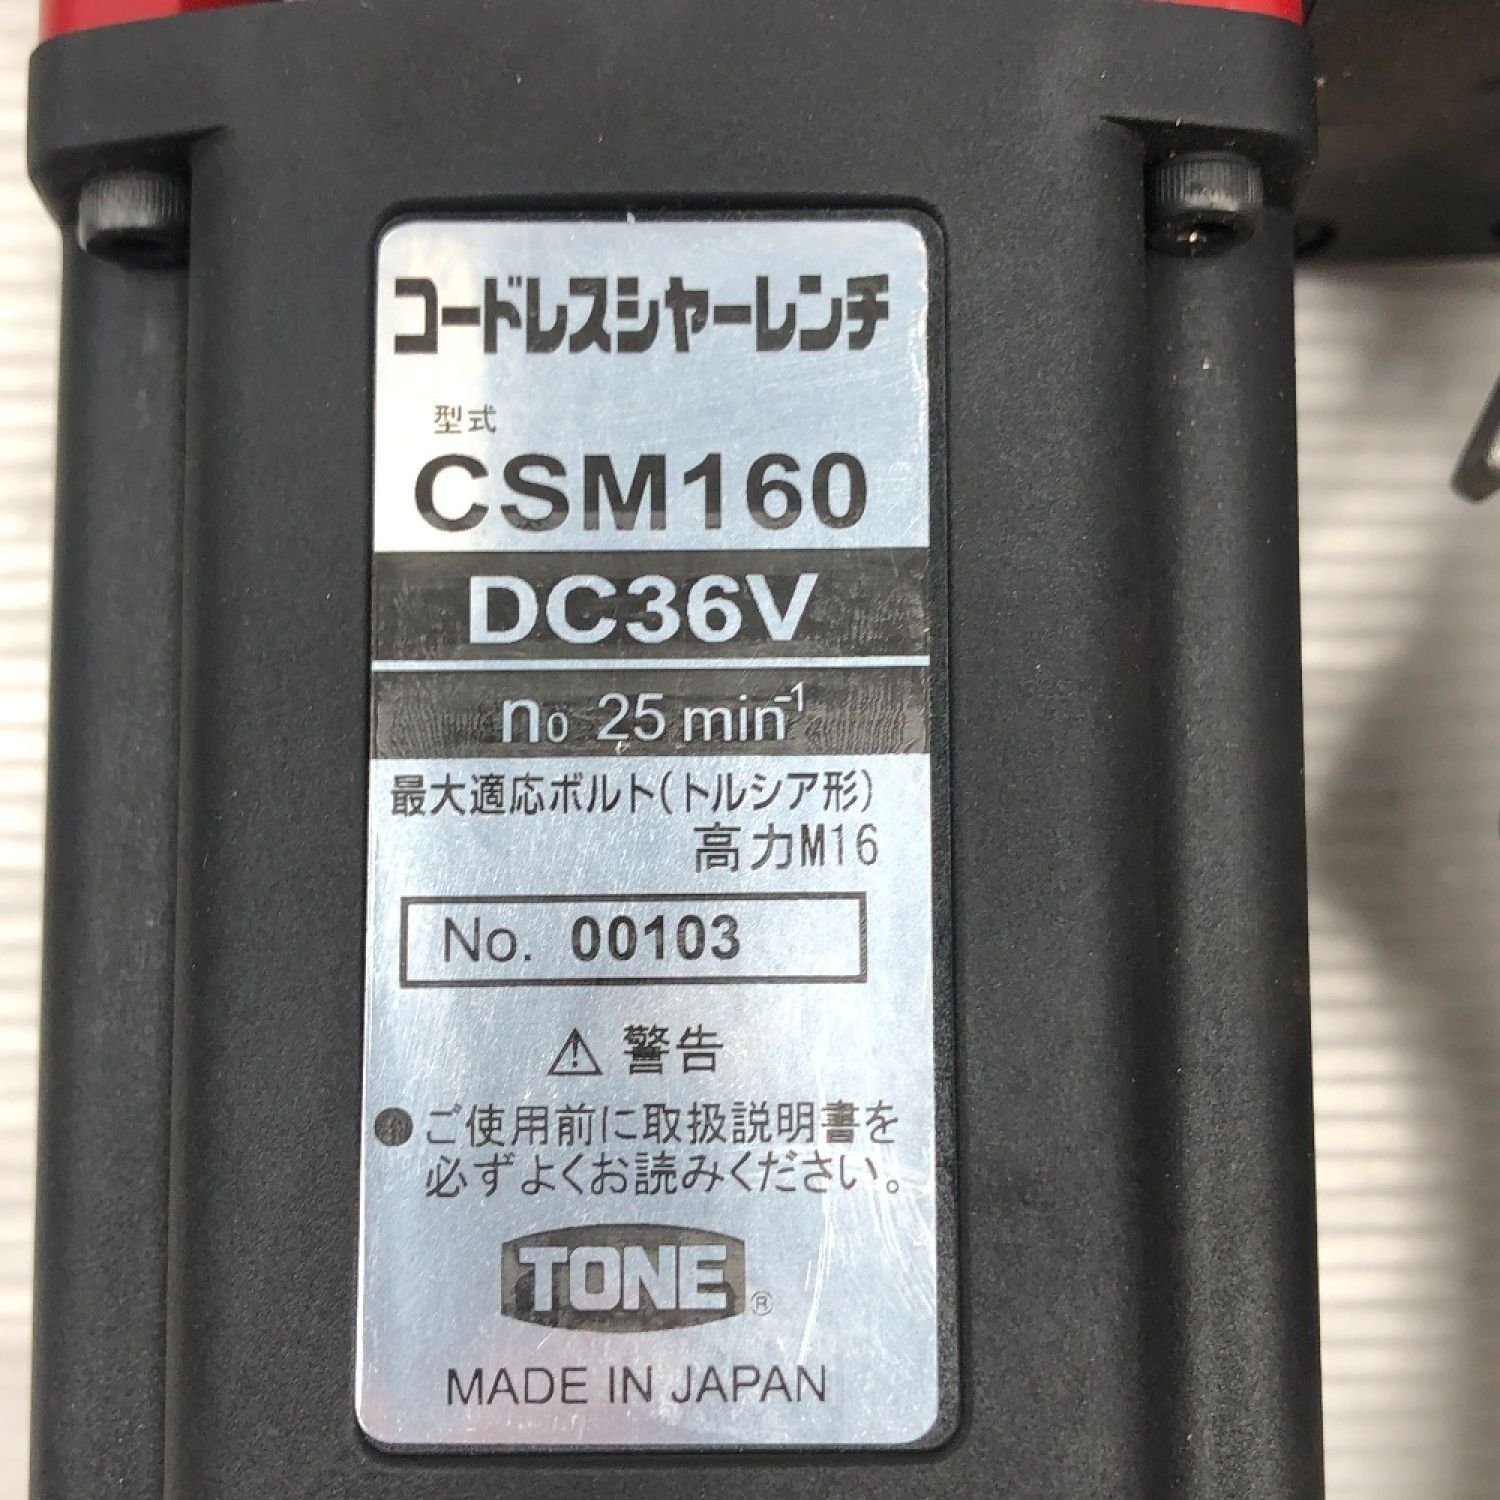 コードレスシャーレンチ
型式
CSM160
DC36V
n₀ 25 min⁻¹
最大適応ボルト(トルシア形)
高力M16
No. 00103
⚠ 警告
●ご使用前に取扱説明書を
必ずよくお読みください。
TONE®
MADE IN JAPAN